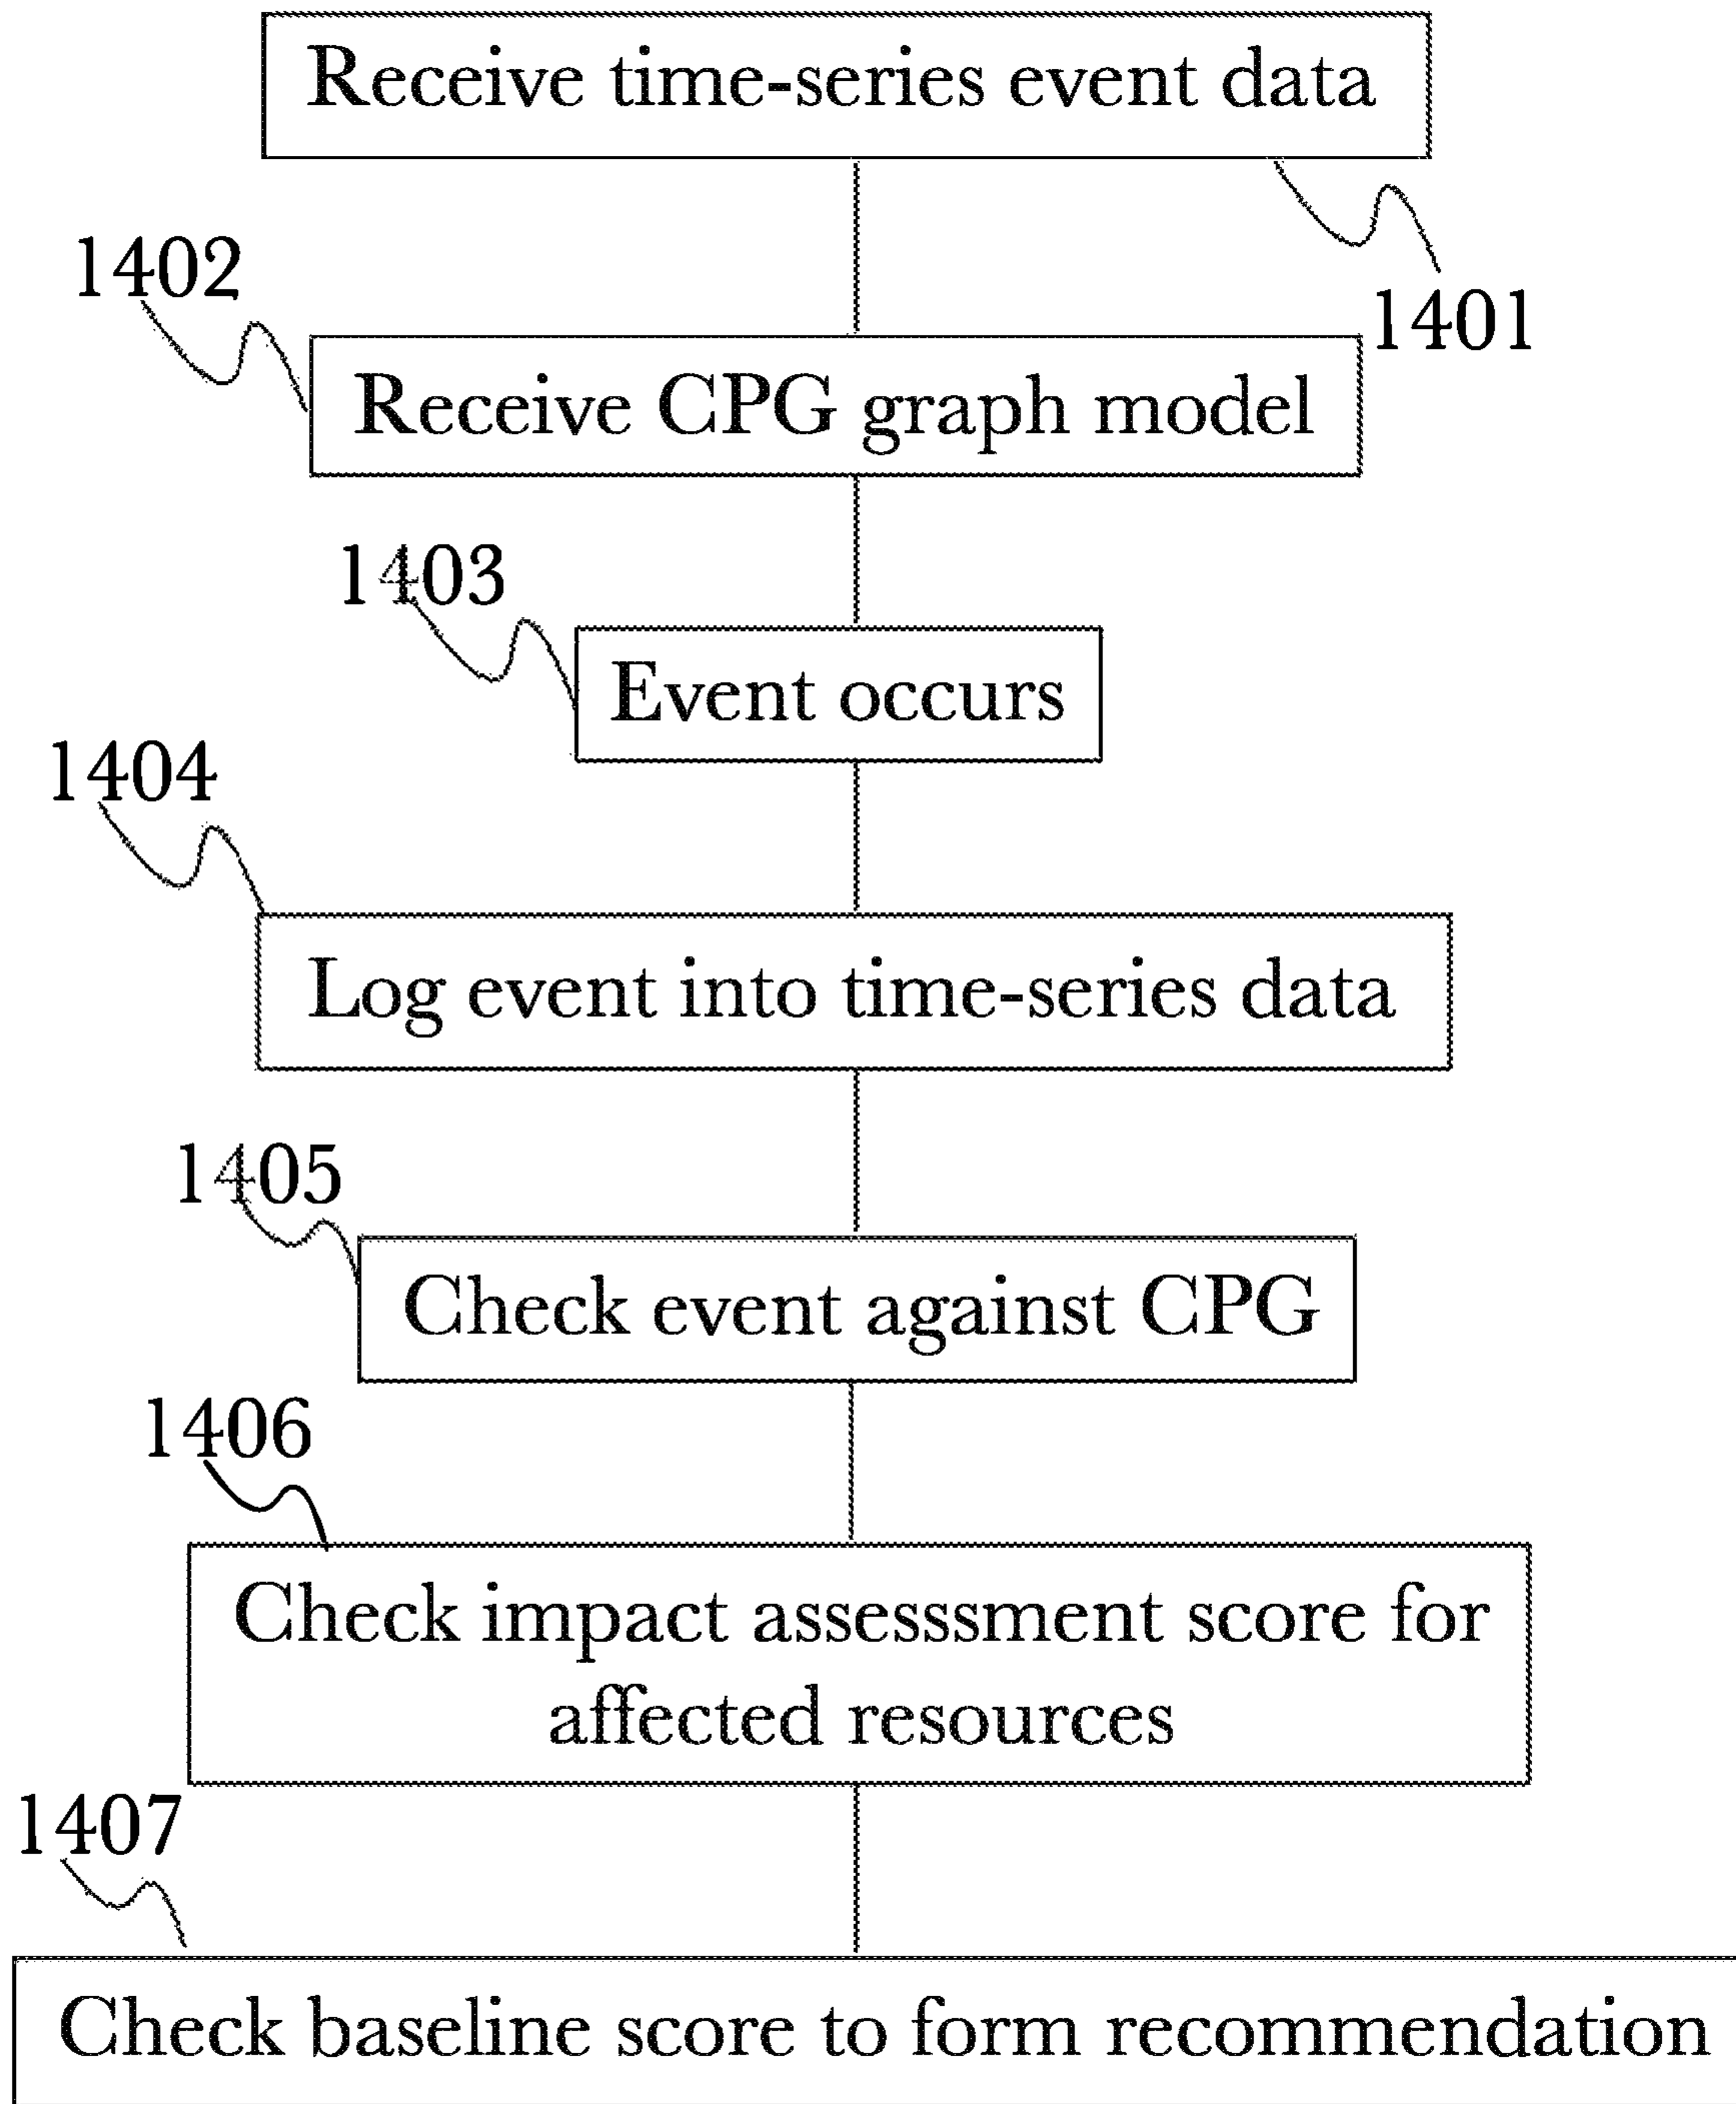 Receive time-series event data
1401
1402
Receive CPG graph model
1403
Event occurs
1404
Log event into time-series data
1405
Check event against CPG
1406
Check impact assesssment score for
affected resources
1407
Check baseline score to form recommendation